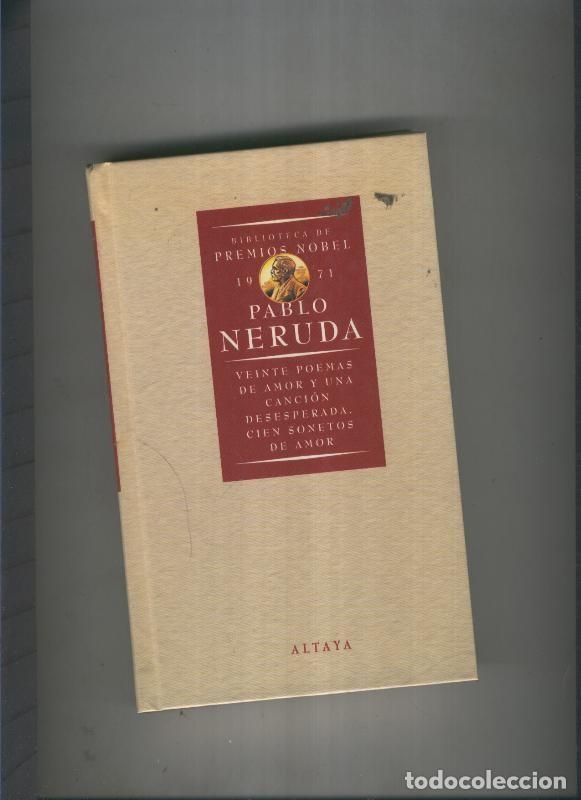 BIBLIOTECA DE
PREMIOS NOBEL
19 71
PABLO
NERUDA
VEINTE POEMAS
DE AMOR Y UNA
CANCIÓN
DESESPERADA.
CIEN SONETOS
DE AMOR
ALTAYA
todocoleccion